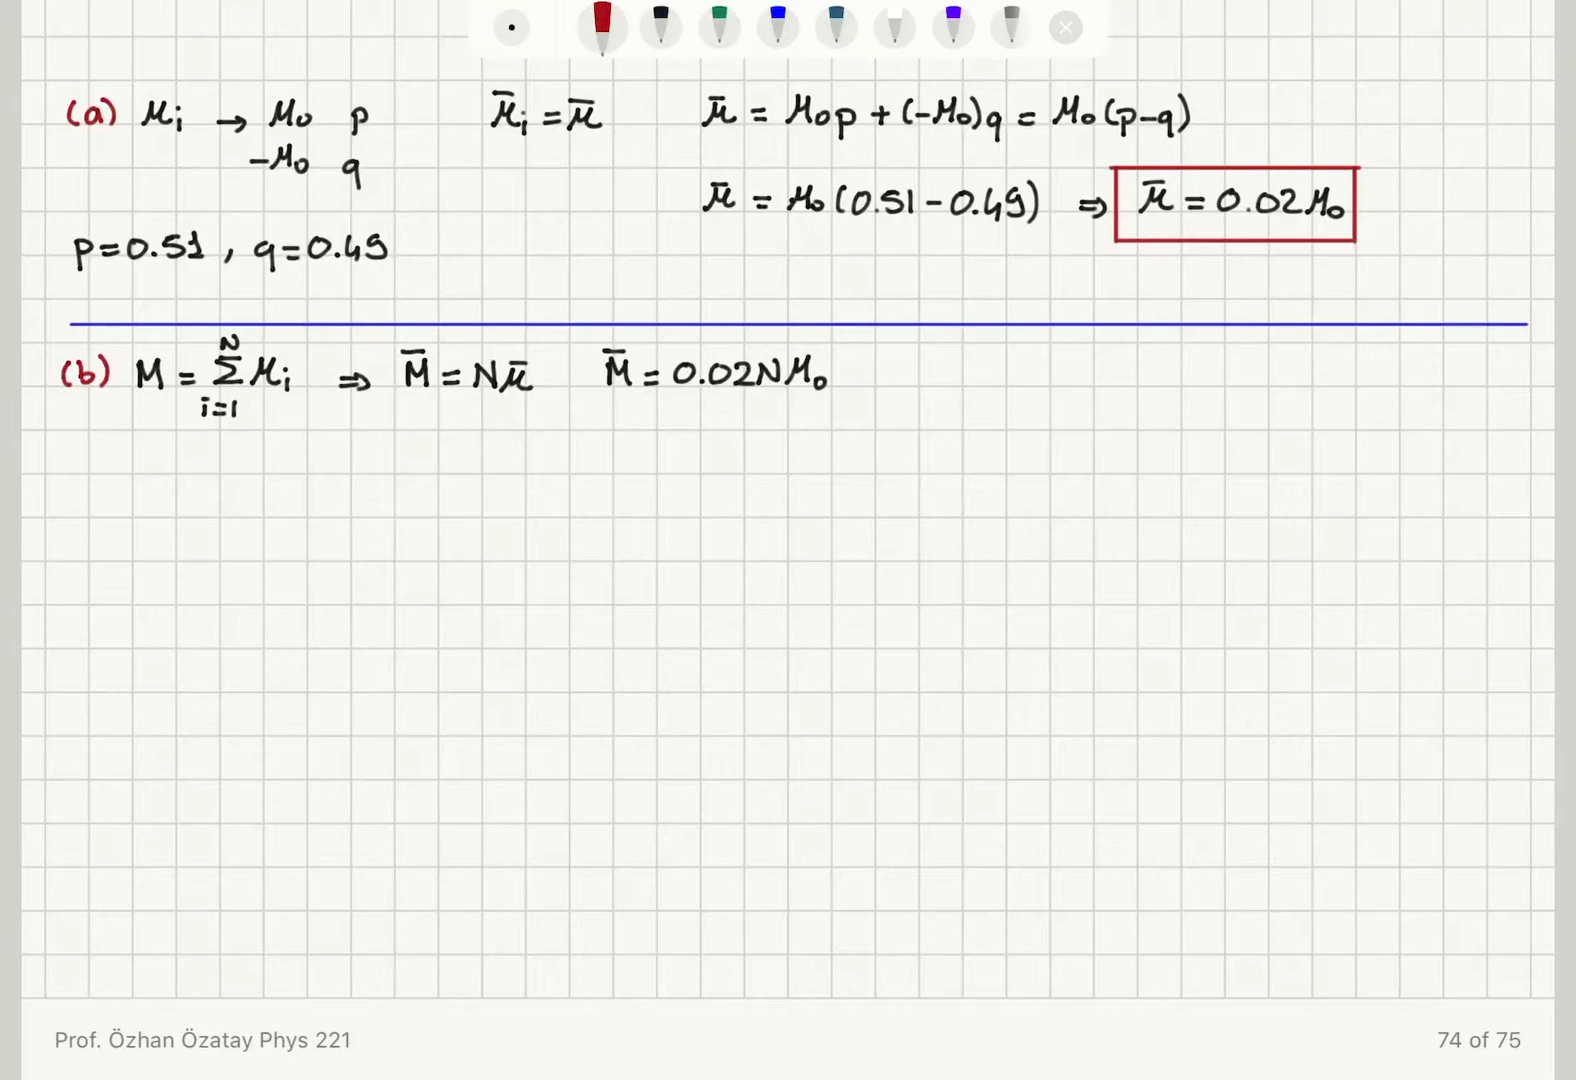 (a) μᵢ → μ₀ p    μ̄ᵢ = μ̄    μ̄ = μ₀p + (-μ₀)q = μ₀(p-q)
-μ₀ q
μ̄ = μ₀(0.51 - 0.49) ⇒ μ̄ = 0.02μ₀
p=0.51 , q=0.49
(b) M = Σᵢ₌₁ᴺ μᵢ ⇒ M̄ = Nμ̄    M̄ = 0.02Nμ₀
Prof. Özhan Özatay Phys 221
74 of 75